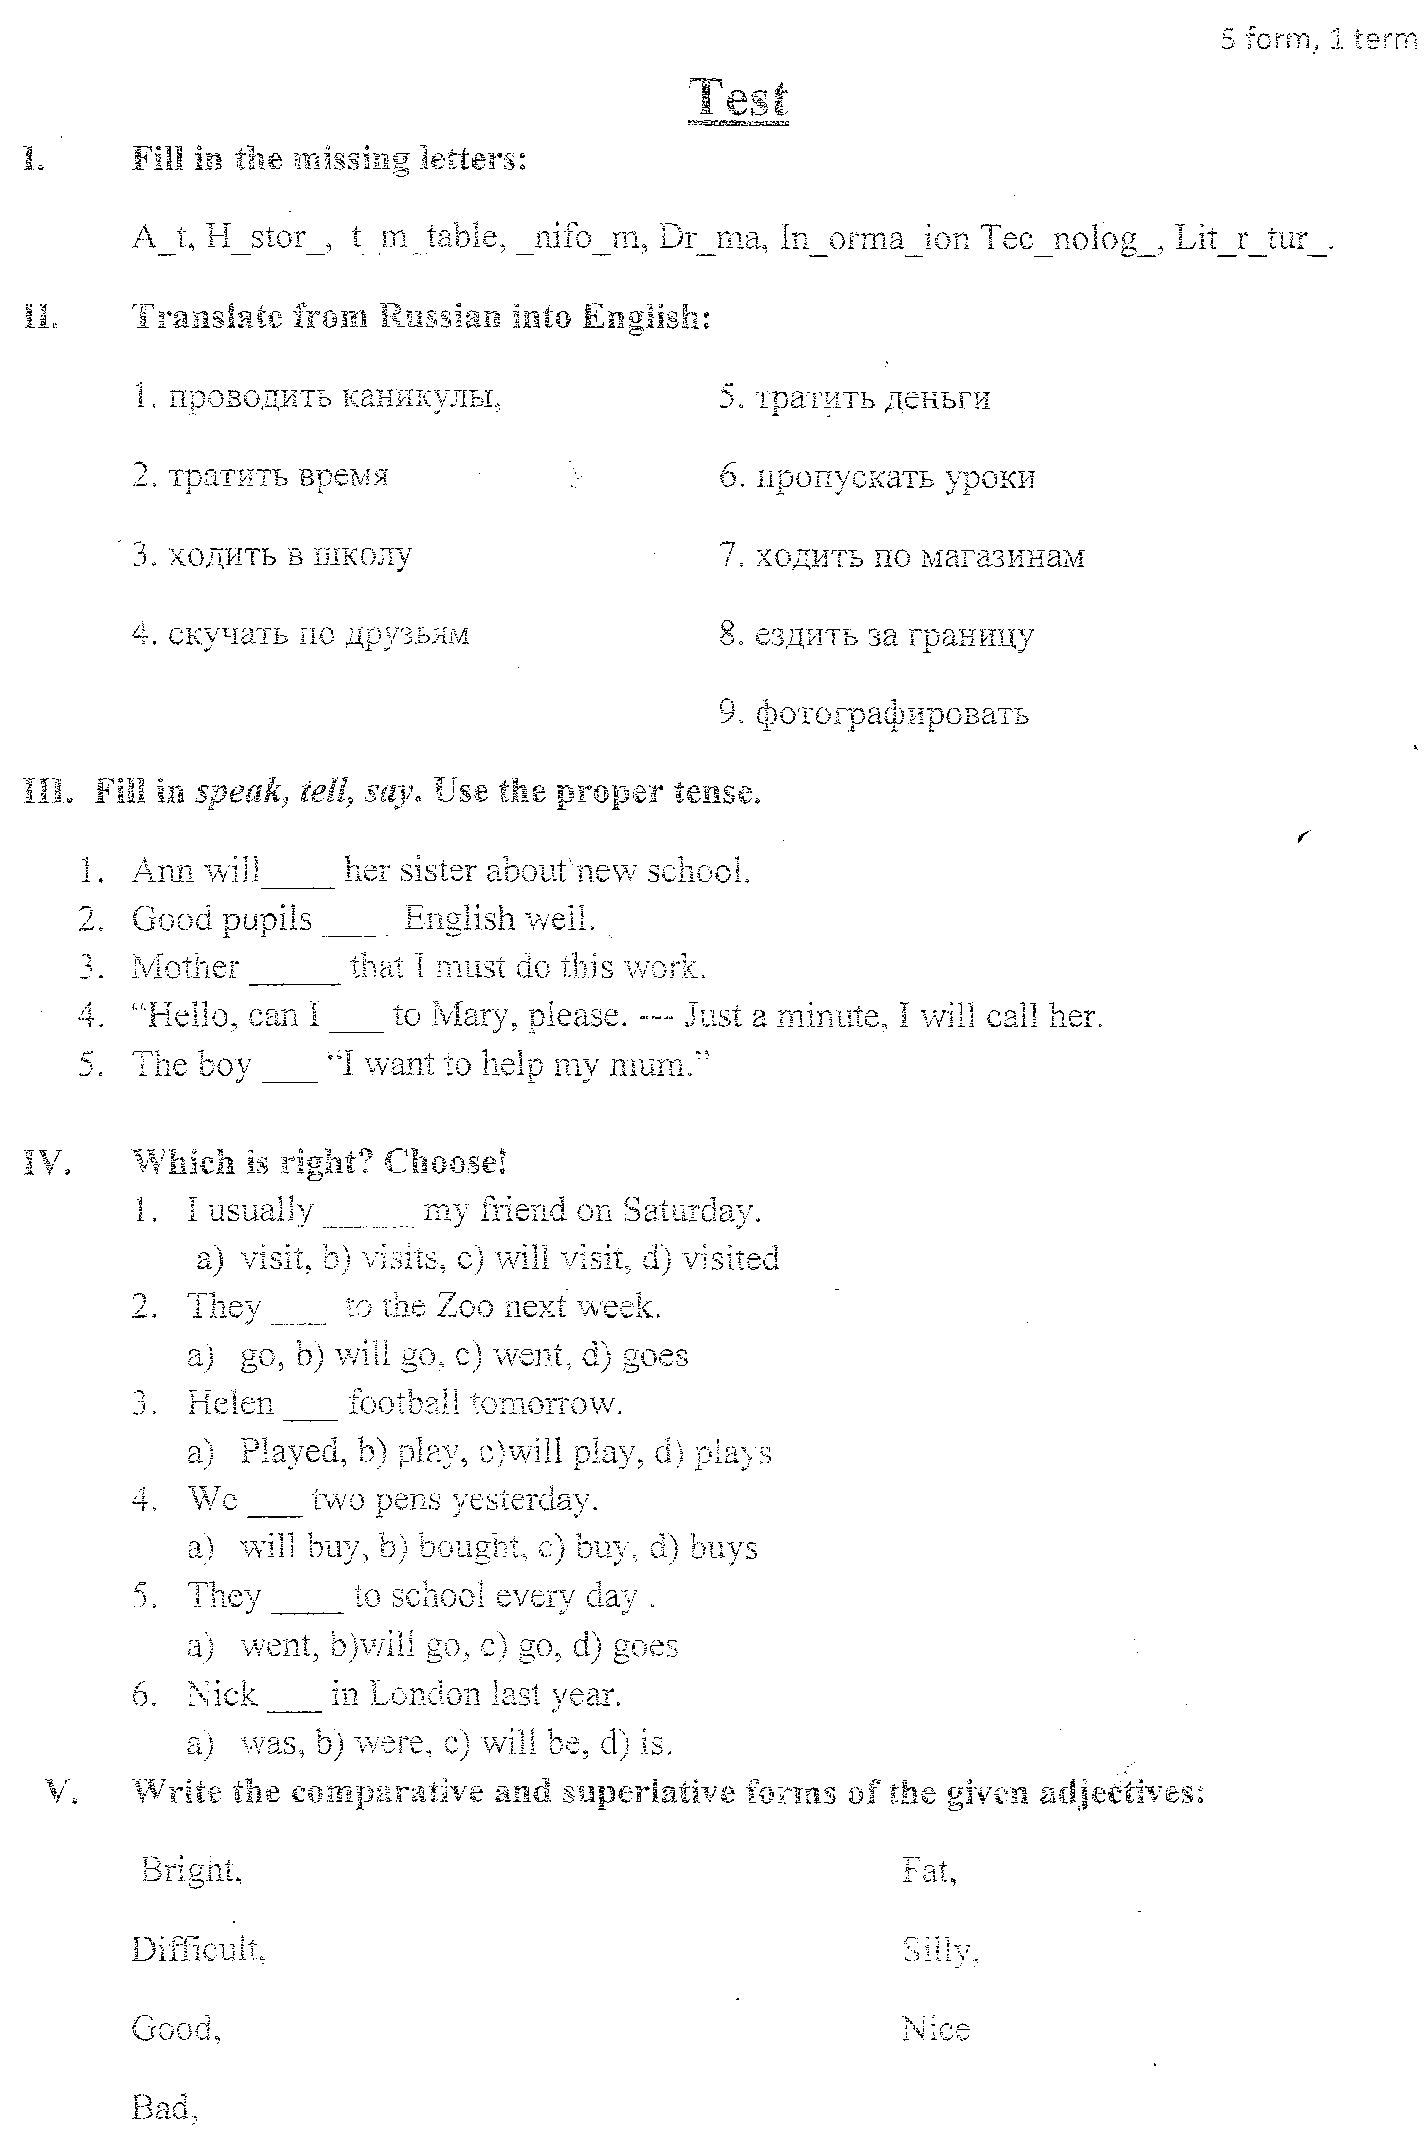 5 form, 1 term
Test
I. Fill in the missing letters:
A_t, H_stor_, t_m_table, _nifo_m, Dr_ma, In_orma_ion Tec_nolog_, Lit_r_tur_.
II. Translate from Russian into English:
1. проводить каникулы, 5. тратить деньги
2. тратить время 6. пропускать уроки
3. ходить в школу 7. ходить по магазинам
4. скучать по друзьям 8. ездить за границу
9. фотографировать
III. Fill in speak, tell, say. Use the proper tense.
1. Ann will____ her sister about new school.
2. Good pupils ____ English well.
3. Mother _____ that I must do this work.
4. “Hello, can I ___ to Mary, please. --- Just a minute, I will call her.
5. The boy ___ “I want to help my mum.”
IV. Which is right? Choose!
1. I usually _____ my friend on Saturday.
a) visit, b) visits, c) will visit, d) visited
2. They ___ to the Zoo next week.
a) go, b) will go, c) went, d) goes
3. Helen ___ football tomorrow.
a) Played, b) play, c)will play, d) plays
4. We ___ two pens yesterday.
a) will buy, b) bought, c) buy, d) buys
5. They ____ to school every day .
a) went, b)will go, c) go, d) goes
6. Nick ___ in London last year.
a) was, b) were, c) will be, d) is.
V. Write the comparative and superlative forms of the given adjectives:
Bright, Fat,
Difficult, Silly,
Good, Nice
Bad,